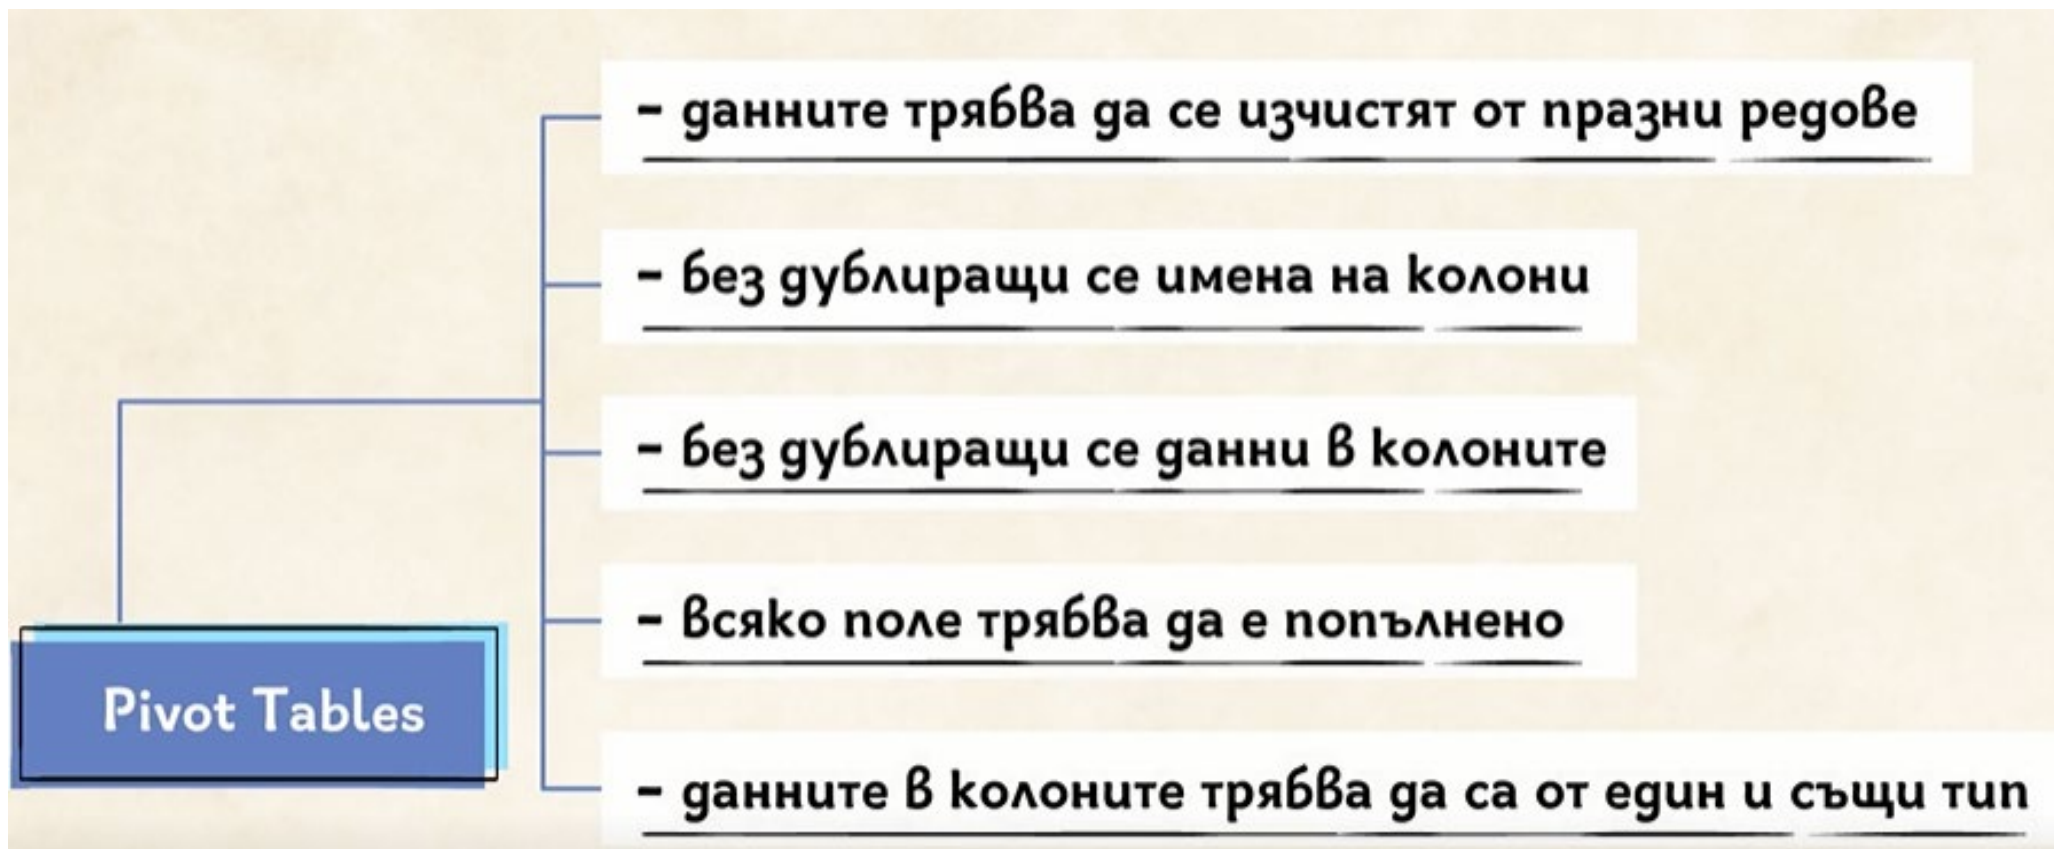 - данните трябва да се изчистят от празни редове
- без дублиращи се имена на колони
- без дублиращи се данни в колоните
- всяко поле трябва да е попълнено
Pivot Tables
- данните в колоните трябва да са от един и същи тип